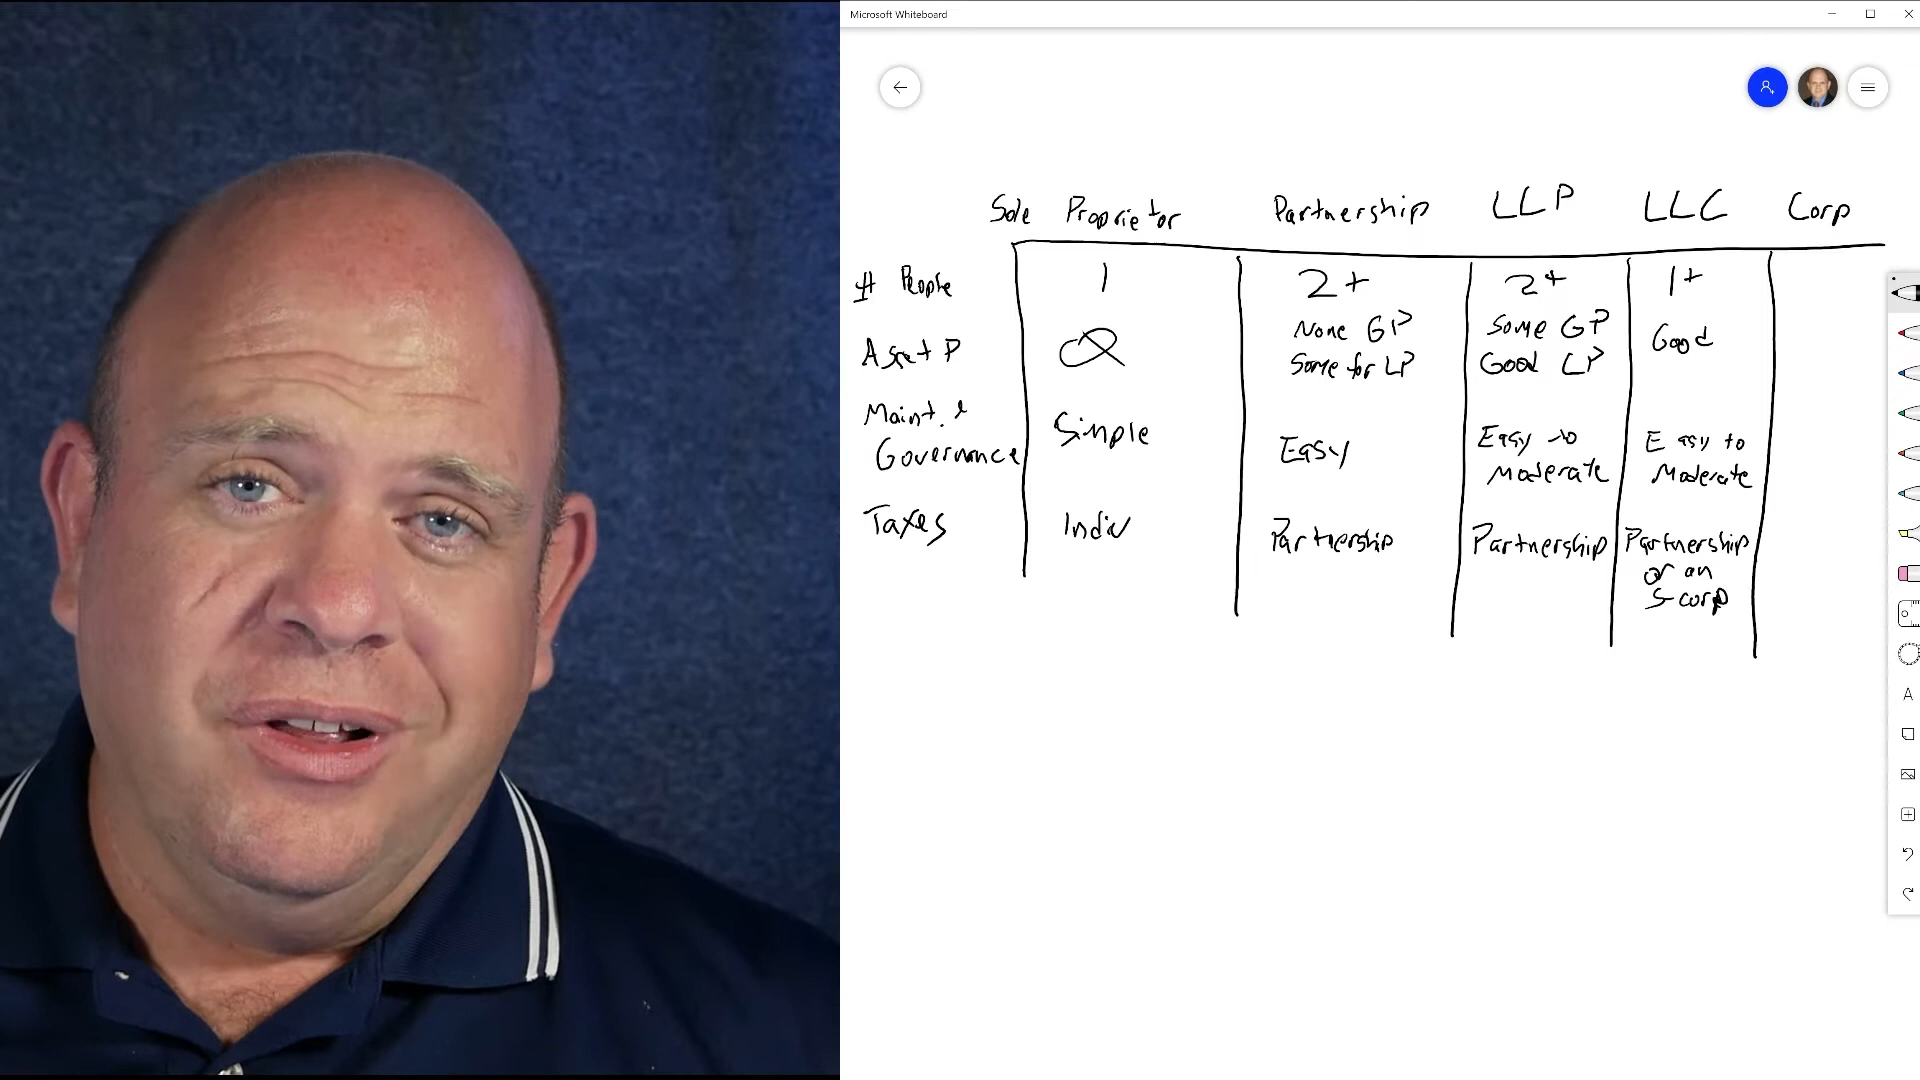 Microsoft Whiteboard
Sole Proprietor Partnership LLP LLC Corp
# People 1 2+ 2+ 1+
Asset P None GP Some for LP Some GP Good LP Good
Maint. & Governance Simple Easy Easy to Moderate Easy to Moderate
Taxes Indiv Partnership Partnership Partnership or an S-corp
A